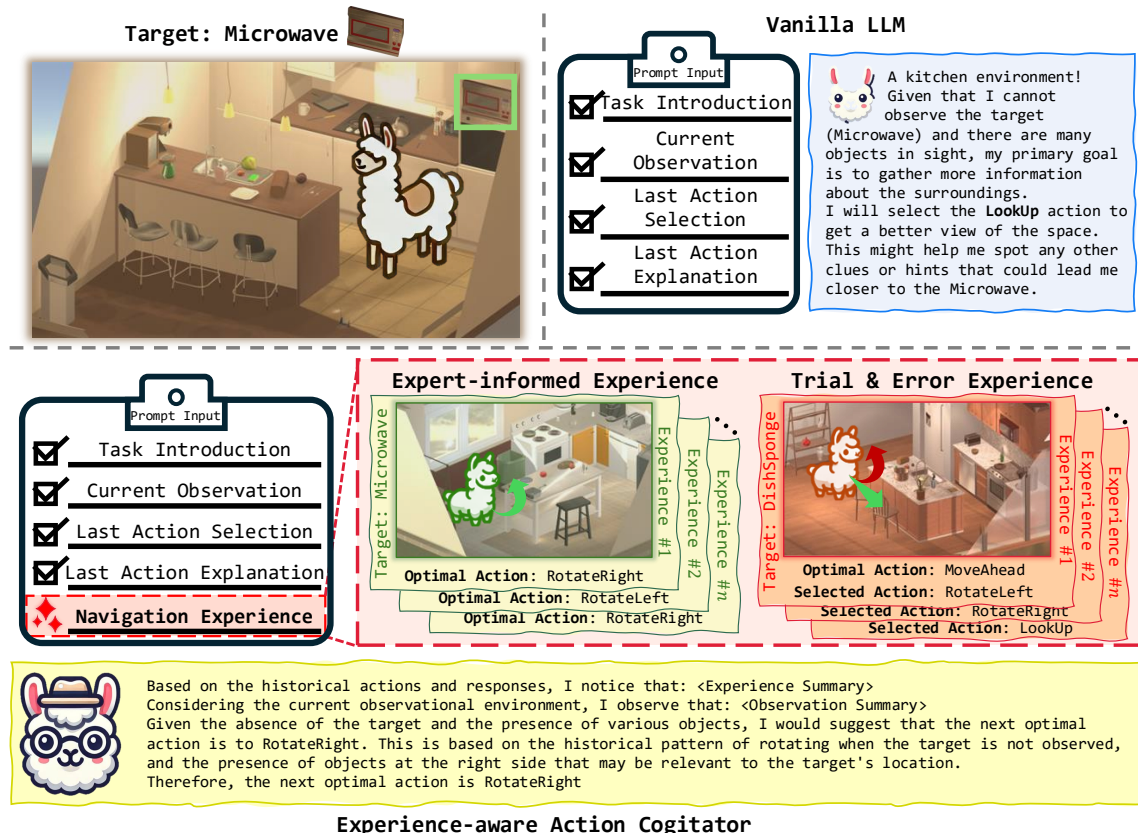 Target: Microwave
Vanilla LLM
Prompt Input
Task Introduction
Current
Observation
Last Action
Selection
Last Action
Explanation
A kitchen environment!
Given that I cannot
observe the target
(Microwave) and there are many
objects in sight, my primary goal
is to gather more information
about the surroundings.
I will select the LookUp action to
get a better view of the space.
This might help me spot any other
clues or hints that could lead me
closer to the Microwave.
Prompt Input
Task Introduction
Current Observation
Last Action Selection
Last Action Explanation
Navigation Experience
Expert-informed Experience
Target: Microwave
Experience #1
Experience #2
Experience #n
...
Optimal Action: RotateRight
Optimal Action: RotateLeft
Optimal Action: RotateRight
Trial & Error Experience
Target: DishSponge
Experience #1
Experience #2
Experience #n
...
Optimal Action: MoveAhead
Selected Action: RotateLeft
Selected Action: RotateRight
Selected Action: LookUp
Based on the historical actions and responses, I notice that: <Experience Summary>
Considering the current observational environment, I observe that: <Observation Summary>
Given the absence of the target and the presence of various objects, I would suggest that the next optimal
action is to RotateRight. This is based on the historical pattern of rotating when the target is not observed,
and the presence of objects at the right side that may be relevant to the target's location.
Therefore, the next optimal action is RotateRight
Experience-aware Action Cogitator